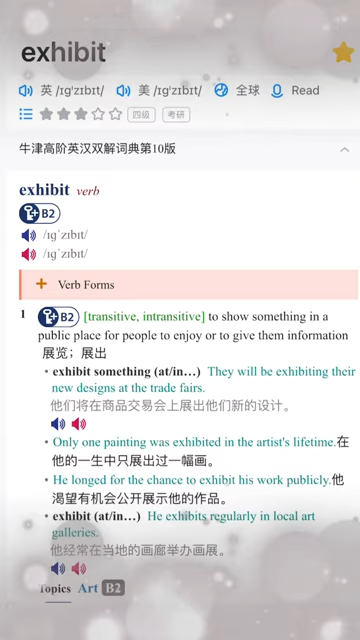 exhibit
英 /ɪɡˈzɪbɪt/ 美 /ɪɡˈzɪbɪt/ 全球 Read
四级 考研
牛津高阶英汉双解词典第10版
exhibit verb
B2
/ɪɡˈzɪbɪt/
/ɪɡˈzɪbɪt/
+ Verb Forms
1 B2 [transitive, intransitive] to show something in a
public place for people to enjoy or to give them information
展览；展出
• exhibit something (at/in…) They will be exhibiting their
new designs at the trade fairs.
他们将在商品交易会上展出他们新的设计。
• Only one painting was exhibited in the artist's lifetime.在
他的一生中只展出过一幅画。
• He longed for the chance to exhibit his work publicly.他
渴望有机会公开展示他的作品。
• exhibit (at/in…) He exhibits regularly in local art
galleries.
他经常在当地的画廊举办画展。
Topics Art B2